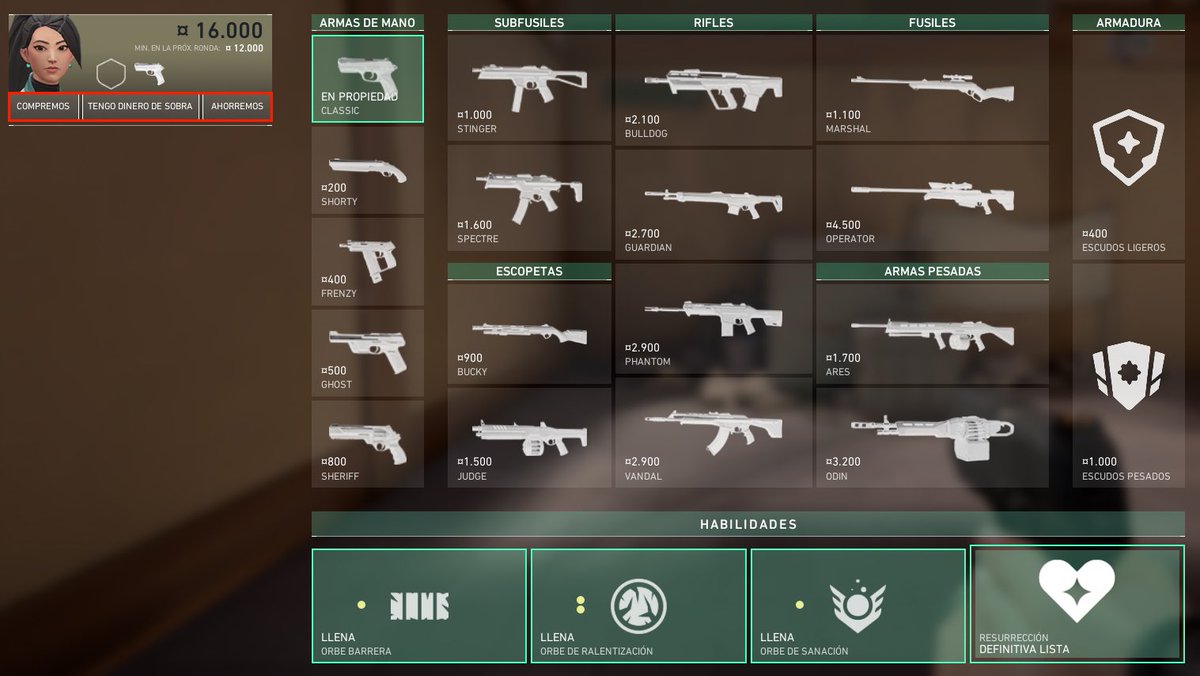 ¤ 16.000
MIN. EN LA PRÓX. RONDA: ¤ 12.000
COMPREMOS
TENGO DINERO DE SOBRA
AHORREMOS
ARMAS DE MANO
EN PROPIEDAD
CLASSIC
¤200
SHORTY
¤400
FRENZY
¤500
GHOST
¤800
SHERIFF
SUBFUSILES
¤1.000
STINGER
¤1.600
SPECTRE
ESCOPETAS
¤900
BUCKY
¤1.500
JUDGE
RIFLES
¤2.100
BULLDOG
¤2.700
GUARDIAN
¤2.900
PHANTOM
¤2.900
VANDAL
FUSILES
¤1.100
MARSHAL
¤4.500
OPERATOR
ARMAS PESADAS
¤1.700
ARES
¤3.200
ODIN
ARMADURA
¤400
ESCUDOS LIGEROS
¤1.000
ESCUDOS PESADOS
HABILIDADES
LLENA
ORBE BARRERA
LLENA
ORBE DE RALENTIZACIÓN
LLENA
ORBE DE SANACIÓN
RESURRECCIÓN
DEFINITIVA LISTA